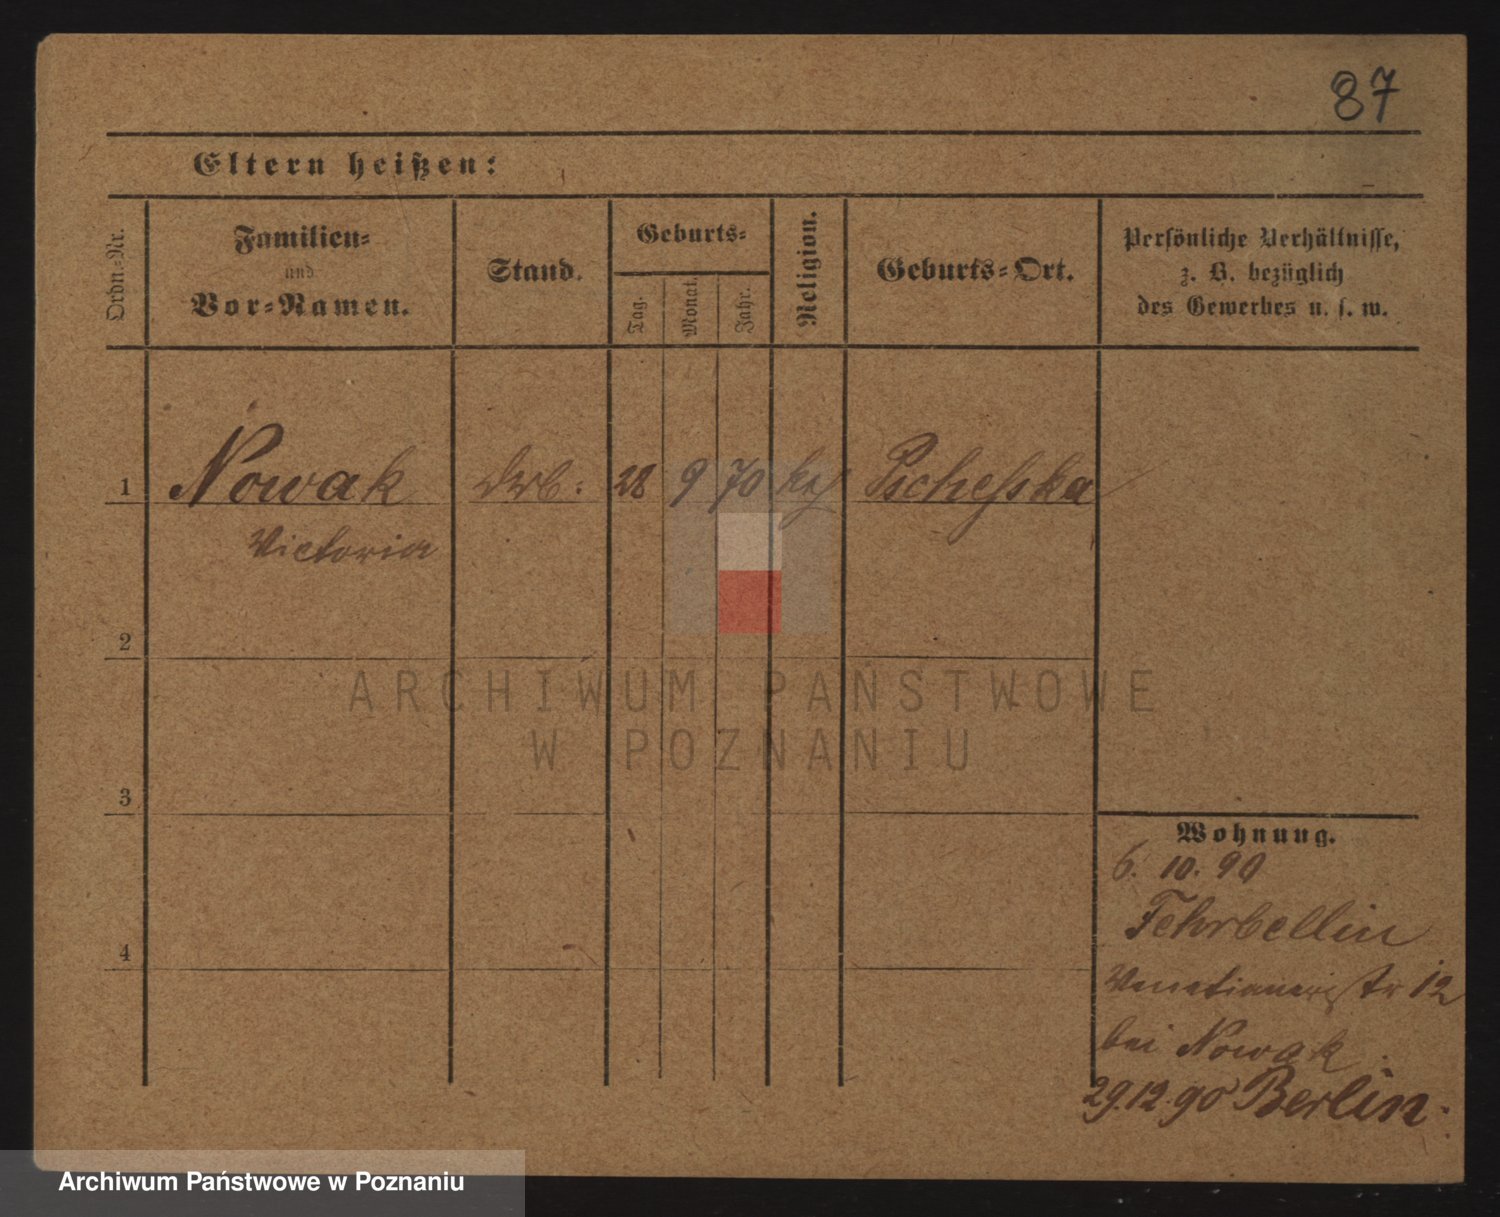 87
Eltern heißen:
Ordn.-Nr.
Familien-
und
Vor-Namen.
Stand.
Geburts-
Tag.
Monat.
Jahr.
Religion.
Geburts-Ort.
Persönliche Verhältnisse,
z. B. bezüglich
des Gewerbes u. s. w.
1 Nowak 28 9 70
Victoria
2
3
4
Wohnung.
6. 10. 90
Fehrbellin
Venetianerstr 12
bei Nowak
29.12.90 Berlin.
ARCHIWUM PAŃSTWOWE
W POZNANIU
Archiwum Państwowe w Poznaniu